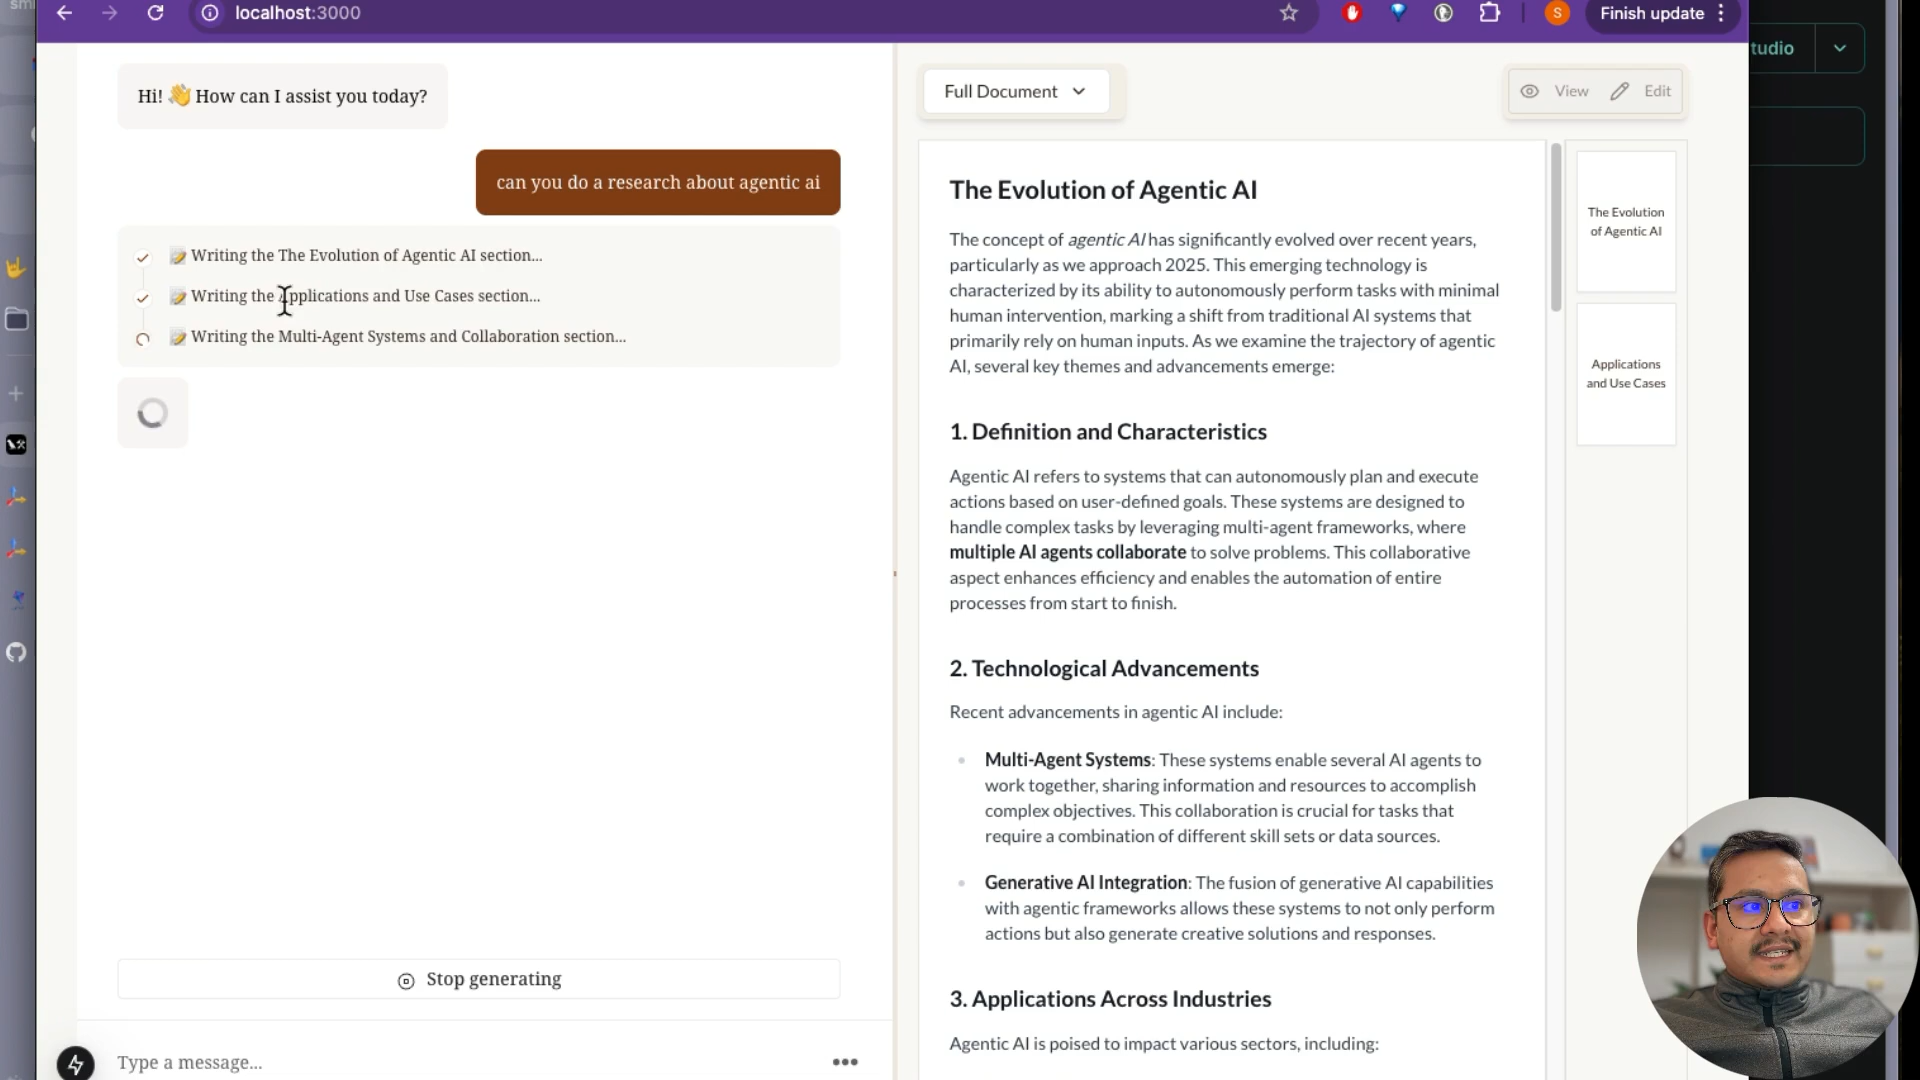 localhost:3000
S
Finish update
tudio
Hi! 👋 How can I assist you today?
can you do a research about agentic ai
📝 Writing the The Evolution of Agentic AI section...
📝 Writing the Applications and Use Cases section...
📝 Writing the Multi-Agent Systems and Collaboration section...
Stop generating
Type a message...
Full Document
View
Edit
The Evolution of Agentic AI
The concept of agentic AI has significantly evolved over recent years,
particularly as we approach 2025. This emerging technology is
characterized by its ability to autonomously perform tasks with minimal
human intervention, marking a shift from traditional AI systems that
primarily rely on human inputs. As we examine the trajectory of agentic
AI, several key themes and advancements emerge:
1. Definition and Characteristics
Agentic AI refers to systems that can autonomously plan and execute
actions based on user-defined goals. These systems are designed to
handle complex tasks by leveraging multi-agent frameworks, where
multiple AI agents collaborate to solve problems. This collaborative
aspect enhances efficiency and enables the automation of entire
processes from start to finish.
2. Technological Advancements
Recent advancements in agentic AI include:
Multi-Agent Systems: These systems enable several AI agents to
work together, sharing information and resources to accomplish
complex objectives. This collaboration is crucial for tasks that
require a combination of different skill sets or data sources.
Generative AI Integration: The fusion of generative AI capabilities
with agentic frameworks allows these systems to not only perform
actions but also generate creative solutions and responses.
3. Applications Across Industries
Agentic AI is poised to impact various sectors, including:
The Evolution
of Agentic AI
Applications
and Use Cases